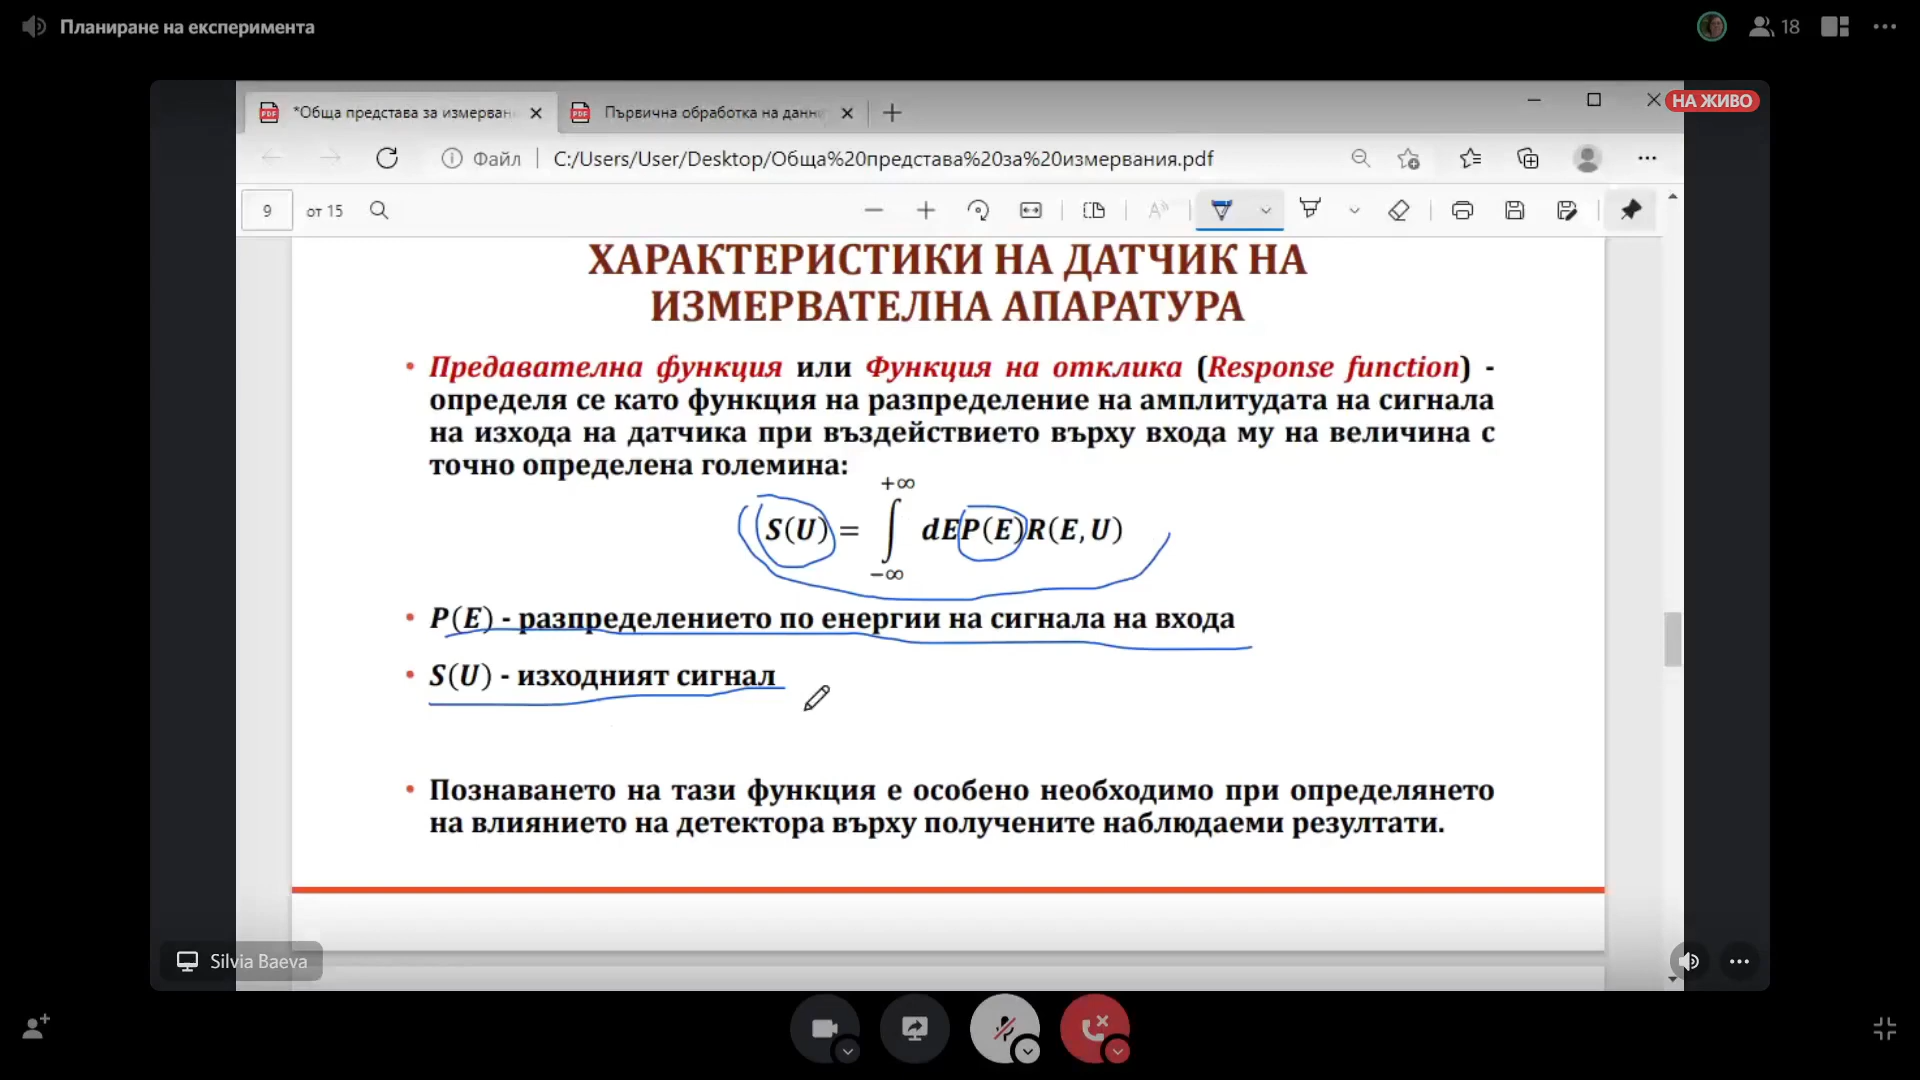 Планиране на експеримента
18
*Обща представа за измерван
Първична обработка на данни
НА ЖИВО
Файл
C:/Users/User/Desktop/Обща%20представа%20за%20измервания.pdf
9 от 15
ХАРАКТЕРИСТИКИ НА ДАТЧИК НА
ИЗМЕРВАТЕЛНА АПАРАТУРА
• Предавателна функция или Функция на отклика (Response function) -
определя се като функция на разпределение на амплитудата на сигнала
на изхода на датчика при въздействието върху входа му на величина с
точно определена големина:
+∞
S(U) = ∫ dEP(E)R(E, U)
−∞
• P(E) - разпределението по енергии на сигнала на входа
• S(U) - изходният сигнал
• Познаването на тази функция е особено необходимо при определянето
на влиянието на детектора върху получените наблюдаеми резултати.
Silvia Baeva